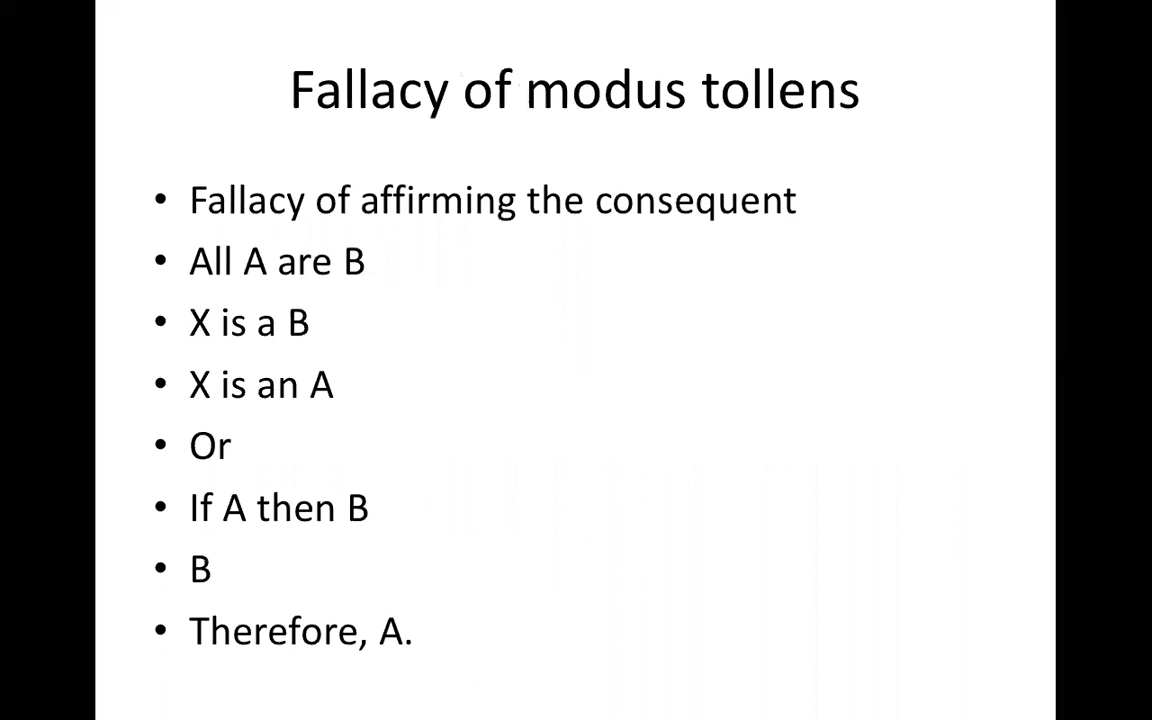 Fallacy of modus tollens
• Fallacy of affirming the consequent
• All A are B
• X is a B
• X is an A
• Or
• If A then B
• B
• Therefore, A.